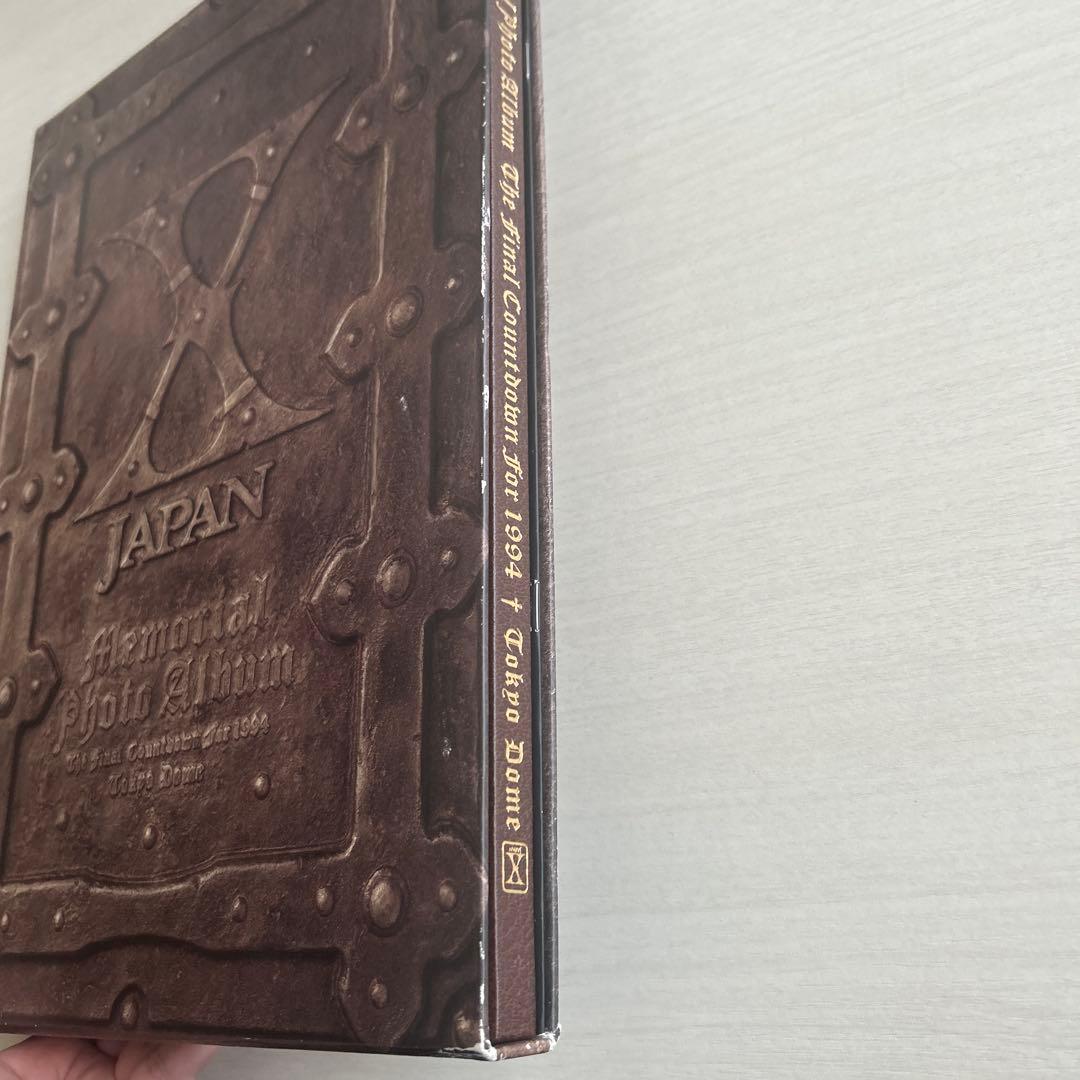 X
JAPAN
Memorial
Photo Album
The Final Countdown For 1994
Tokyo Dome
/Photo Album The Final Countdown For 1994 † Tokyo Dome
X JAPAN